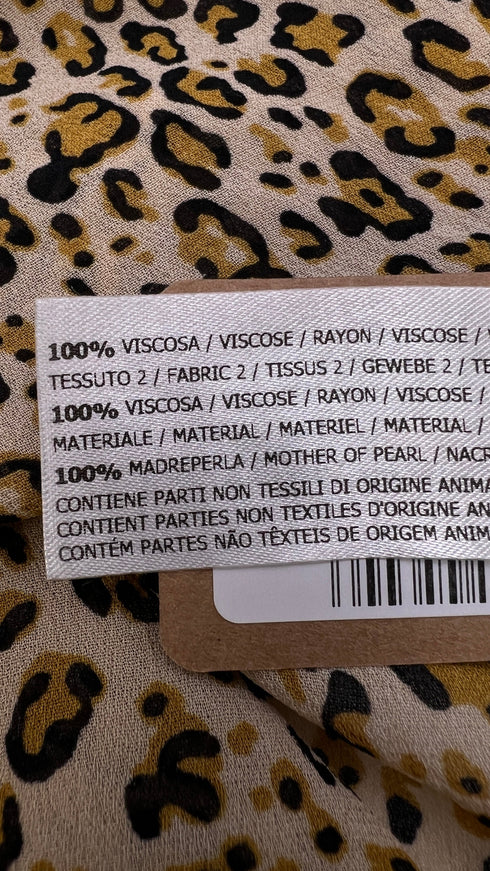 100% VISCOSA / VISCOSE / RAYON / VISCOSE /
TESSUTO 2 / FABRIC 2 / TISSUS 2 / GEWEBE 2 /
100% VISCOSA / VISCOSE / RAYON / VISCOSE /
MATERIALE / MATERIAL / MATERIEL / MATERIAL /
100% MADREPERLA / MOTHER OF PEARL /
CONTIENE PARTI NON TESSILI DI ORIGINE
CONTIENT PARTIES NON TEXTILES D'ORIGINE
CONTÉM PARTES NÃO TÊXTEIS DE ORIGEM